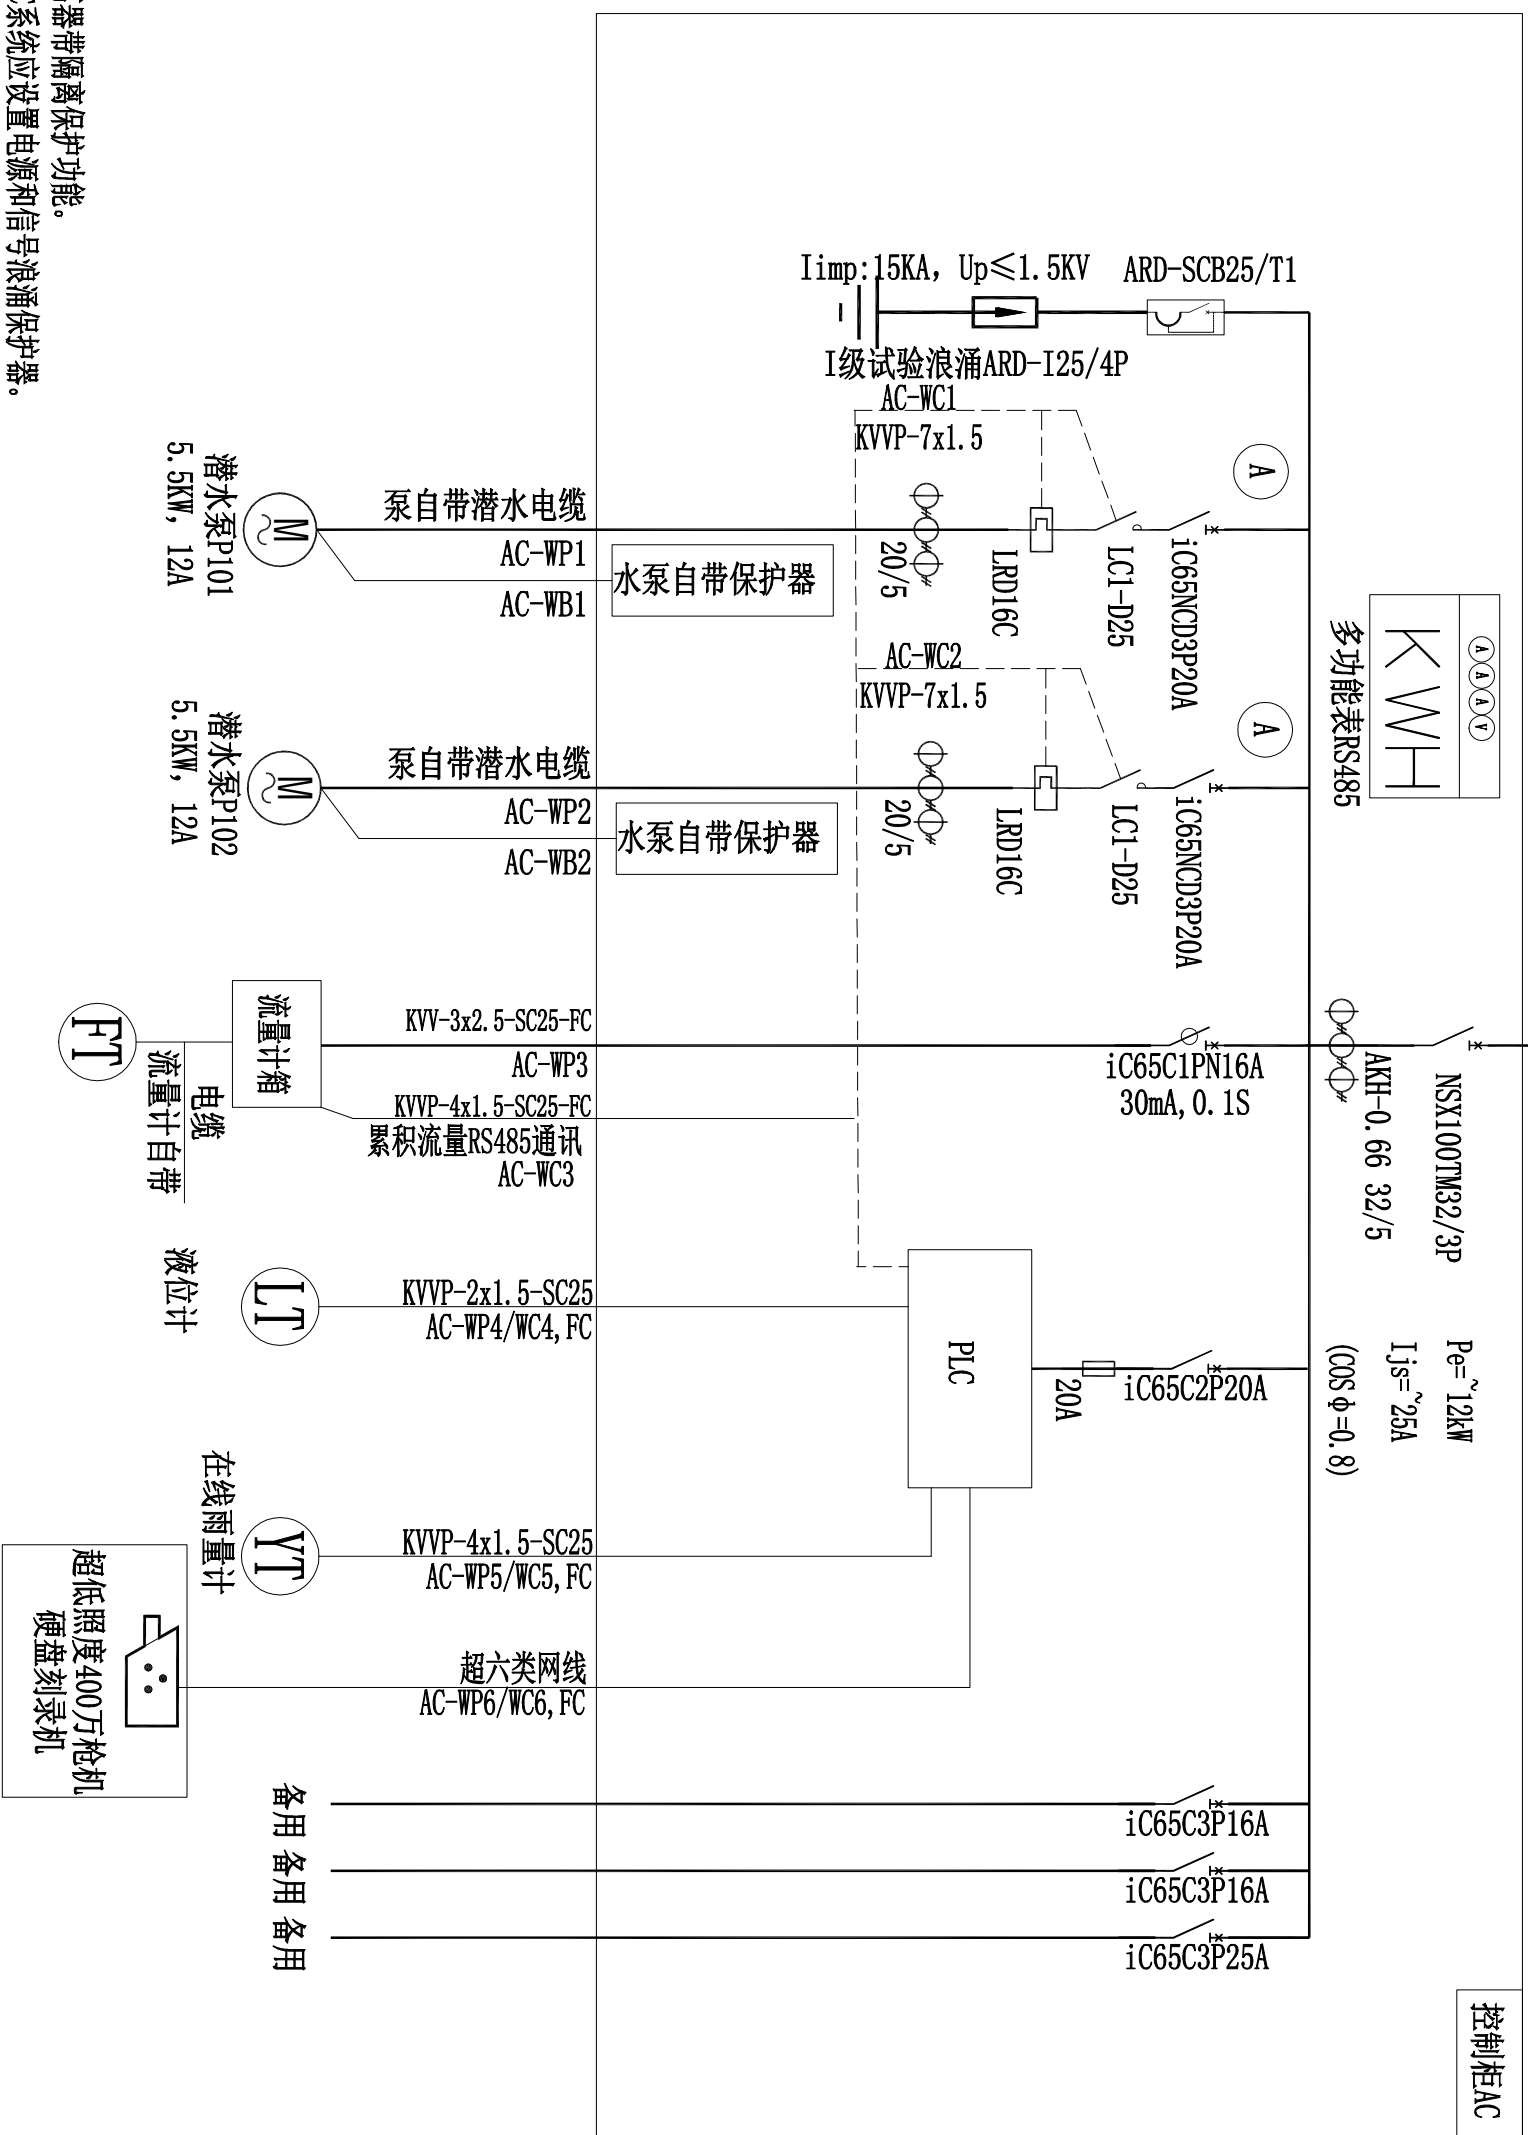 控制柜AC
NSX100TM32/3P
AKH-0.66 32/5
Pe=~12kW
Ijs=~25A
(COSφ=0.8)
A A A V
KWH
多功能表RS485
Iimp:15KA, Up≤1.5KV
ARD-SCB25/T1
I级试验浪涌ARD-I25/4P
A
iC65NCD3P20A
LC1-D25
LRD16C
20/5
AC-WC1
KVVP-7x1.5
水泵自带保护器
泵自带潜水电缆
AC-WP1
AC-WB1
M
~
潜水泵P101
5.5KW, 12A
A
iC65NCD3P20A
LC1-D25
LRD16C
20/5
AC-WC2
KVVP-7x1.5
水泵自带保护器
泵自带潜水电缆
AC-WP2
AC-WB2
M
~
潜水泵P102
5.5KW, 12A
iC65C1PN16A
30mA,0.1S
KVV-3x2.5-SC25-FC
AC-WP3
KVVP-4x1.5-SC25-FC
累积流量RS485通讯
AC-WC3
流量计箱
电缆
流量计自带
FT
iC65C2P20A
20A
PLC
KVVP-2x1.5-SC25
AC-WP4/WC4,FC
LT
液位计
KVVP-4x1.5-SC25
AC-WP5/WC5,FC
YT
在线雨量计
超六类网线
AC-WP6/WC6,FC
超低照度400万枪机
硬盘刻录机
iC65C3P16A
备用
iC65C3P16A
备用
iC65C3P25A
备用
器带隔离保护功能。
系统应设置电源和信号浪涌保护器。